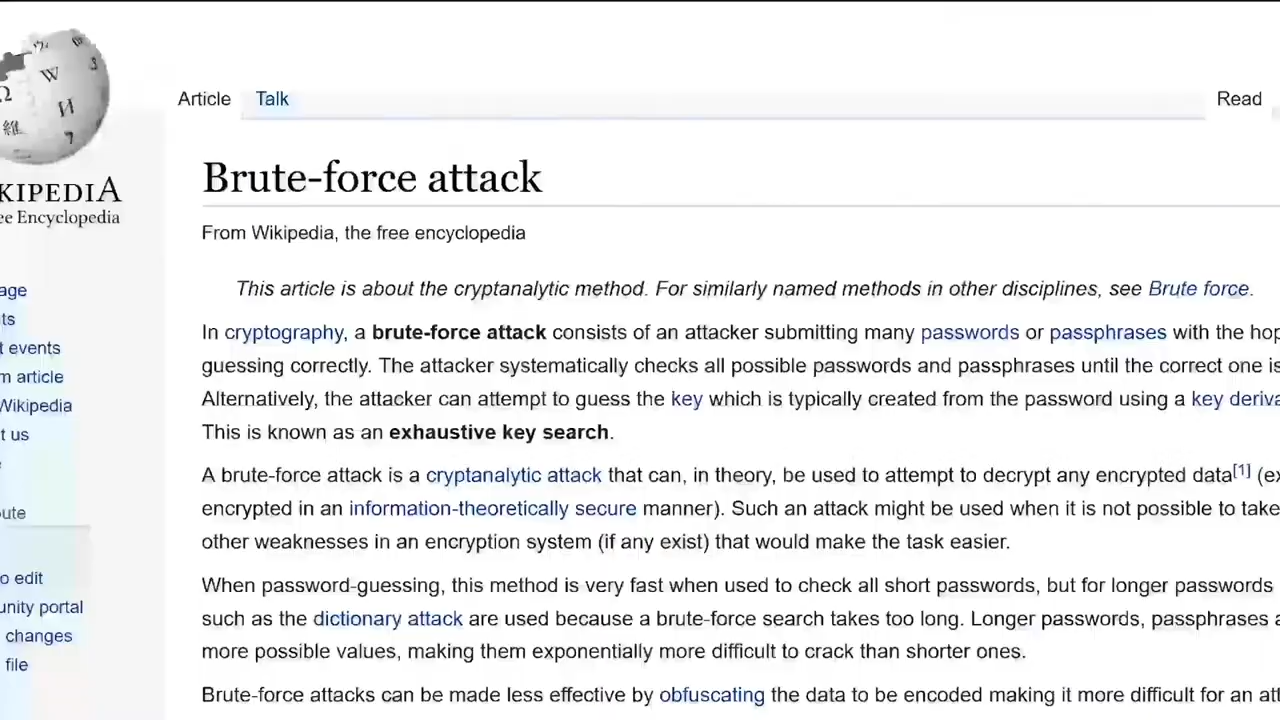 Article Talk Read
KIPEDIA
ee Encyclopedia
Brute-force attack
From Wikipedia, the free encyclopedia
This article is about the cryptanalytic method. For similarly named methods in other disciplines, see Brute force.
In cryptography, a brute-force attack consists of an attacker submitting many passwords or passphrases with the hop
guessing correctly. The attacker systematically checks all possible passwords and passphrases until the correct one is
Alternatively, the attacker can attempt to guess the key which is typically created from the password using a key deriva
This is known as an exhaustive key search.
A brute-force attack is a cryptanalytic attack that can, in theory, be used to attempt to decrypt any encrypted data[1] (ex
encrypted in an information-theoretically secure manner). Such an attack might be used when it is not possible to take
other weaknesses in an encryption system (if any exist) that would make the task easier.
When password-guessing, this method is very fast when used to check all short passwords, but for longer passwords
such as the dictionary attack are used because a brute-force search takes too long. Longer passwords, passphrases a
more possible values, making them exponentially more difficult to crack than shorter ones.
Brute-force attacks can be made less effective by obfuscating the data to be encoded making it more difficult for an att
age
ts
t events
m article
Wikipedia
t us
ute
o edit
unity portal
changes
file